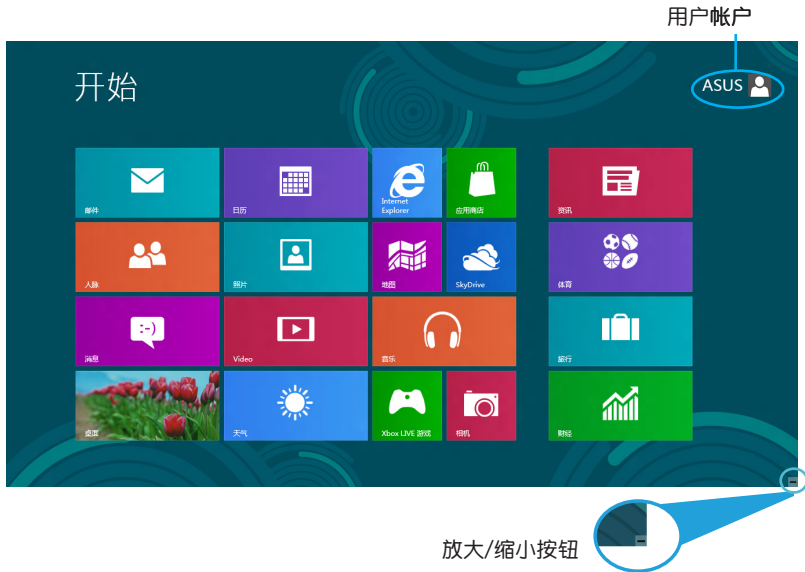 用户帐户
开始
ASUS
邮件
日历
Internet
Explorer
应用商店
资讯
人脉
照片
地图
SkyDrive
体育
:-)
消息
Video
音乐
旅行
桌面
天气
Xbox LIVE 游戏
相机
财经
放大/缩小按钮